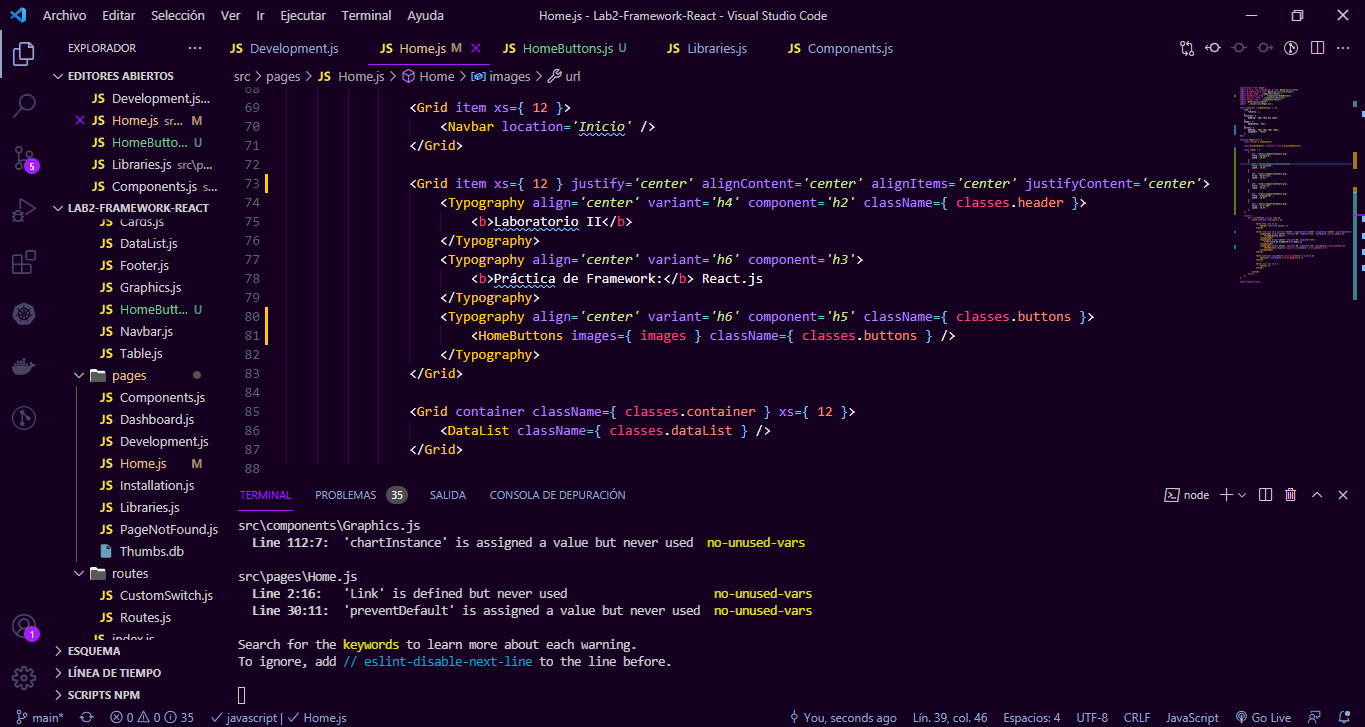 Archivo Editar Selección Ver Ir Ejecutar Terminal Ayuda
Home.js - Lab2-Framework-React - Visual Studio Code
EXPLORADOR
EDITORES ABIERTOS
JS Development.js...
JS Home.js sr... M
JS HomeButto... U
JS Libraries.js src\p...
JS Components.js s...
LAB2-FRAMEWORK-REACT
JS Cards.js
JS DataList.js
JS Footer.js
JS Graphics.js
JS HomeButt... U
JS Navbar.js
JS Table.js
pages
JS Components.js
JS Dashboard.js
JS Development.js
JS Home.js M
JS Installation.js
JS Libraries.js
JS PageNotFound.js
Thumbs.db
routes
JS CustomSwitch.js
JS Routes.js
JS index.js
ESQUEMA
LÍNEA DE TIEMPO
SCRIPTS NPM
5
1
JS Development.js JS Home.js M JS HomeButtons.js U JS Libraries.js JS Components.js
src > pages > JS Home.js > Home > images > url
68
69 <Grid item xs={ 12 }>
70 <Navbar location='Inicio' />
71 </Grid>
72
73 <Grid item xs={ 12 } justify='center' alignContent='center' alignItems='center' justifyContent='center'>
74 <Typography align='center' variant='h4' component='h2' className={ classes.header }>
75 <b>Laboratorio II</b>
76 </Typography>
77 <Typography align='center' variant='h6' component='h3'>
78 <b>Práctica de Framework:</b> React.js
79 </Typography>
80 <Typography align='center' variant='h6' component='h5' className={ classes.buttons }>
81 <HomeButtons images={ images } className={ classes.buttons } />
82 </Typography>
83 </Grid>
84
85 <Grid container className={ classes.container } xs={ 12 }>
86 <DataList className={ classes.dataList } />
87 </Grid>
88
TERMINAL PROBLEMAS 35 SALIDA CONSOLA DE DEPURACIÓN
node
src\components\Graphics.js
Line 112:7: 'chartInstance' is assigned a value but never used no-unused-vars
src\pages\Home.js
Line 2:16: 'Link' is defined but never used no-unused-vars
Line 30:11: 'preventDefault' is assigned a value but never used no-unused-vars
Search for the keywords to learn more about each warning.
To ignore, add // eslint-disable-next-line to the line before.
main* 0 0 35 javascript | Home.js
You, seconds ago Lín. 39, col. 46 Espacios: 4 UTF-8 CRLF JavaScript Go Live